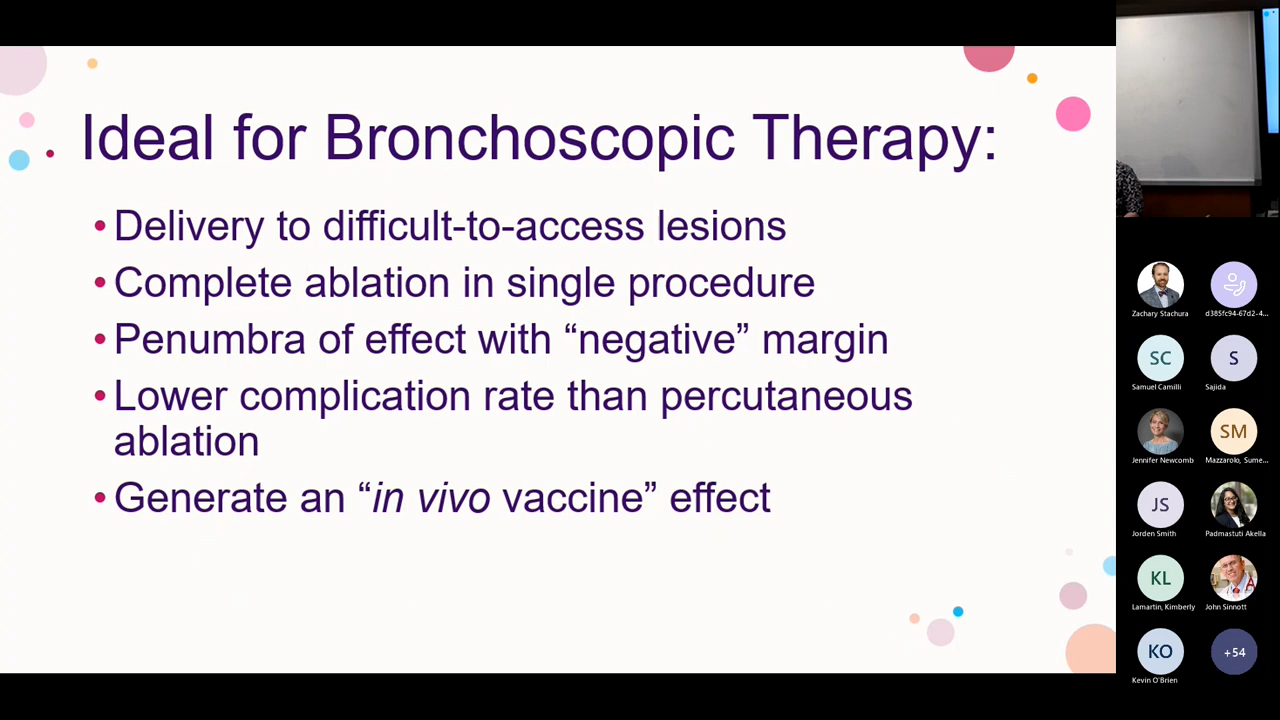 Ideal for Bronchoscopic Therapy:
•Delivery to difficult-to-access lesions
•Complete ablation in single procedure
•Penumbra of effect with “negative” margin
•Lower complication rate than percutaneous
ablation
•Generate an “in vivo vaccine” effect
Zachary Stachura
d385fc94-67d2-4...
SC
S
Samuel Camilli
Sajida
SM
Jennifer Newcomb
Mazzarolo, Sume...
JS
Jorden Smith
Padmastuti Akella
KL
A
Lamartin, Kimberly
John Sinnott
KO
+54
Kevin O'Brien